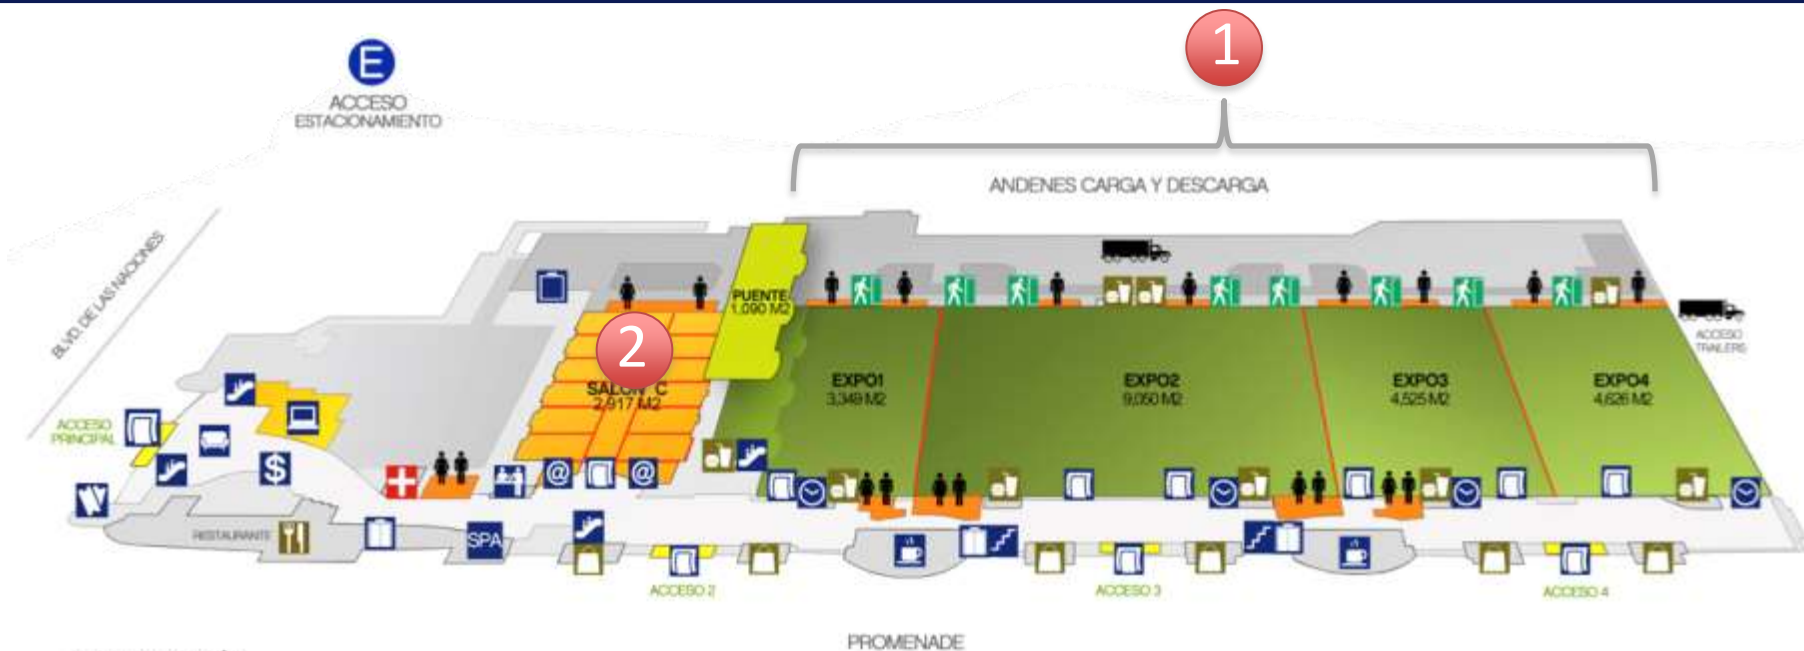 1
E
ACCESO
ESTACIONAMIENTO
ANDENES CARGA Y DESCARGA
BLVD. DE LAS NACIONES
PUENTE
1,090 M2
2
SALON C
2,917 M2
EXPO1
3,349 M2
EXPO2
9,050 M2
EXPO3
4,525 M2
EXPO4
4,626 M2
ACCESO
TRAILERS
ACCESO
PRINCIPAL
$
@
@
RESTAURANTE
SPA
ACCESO 2
ACCESO 3
ACCESO 4
PROMENADE